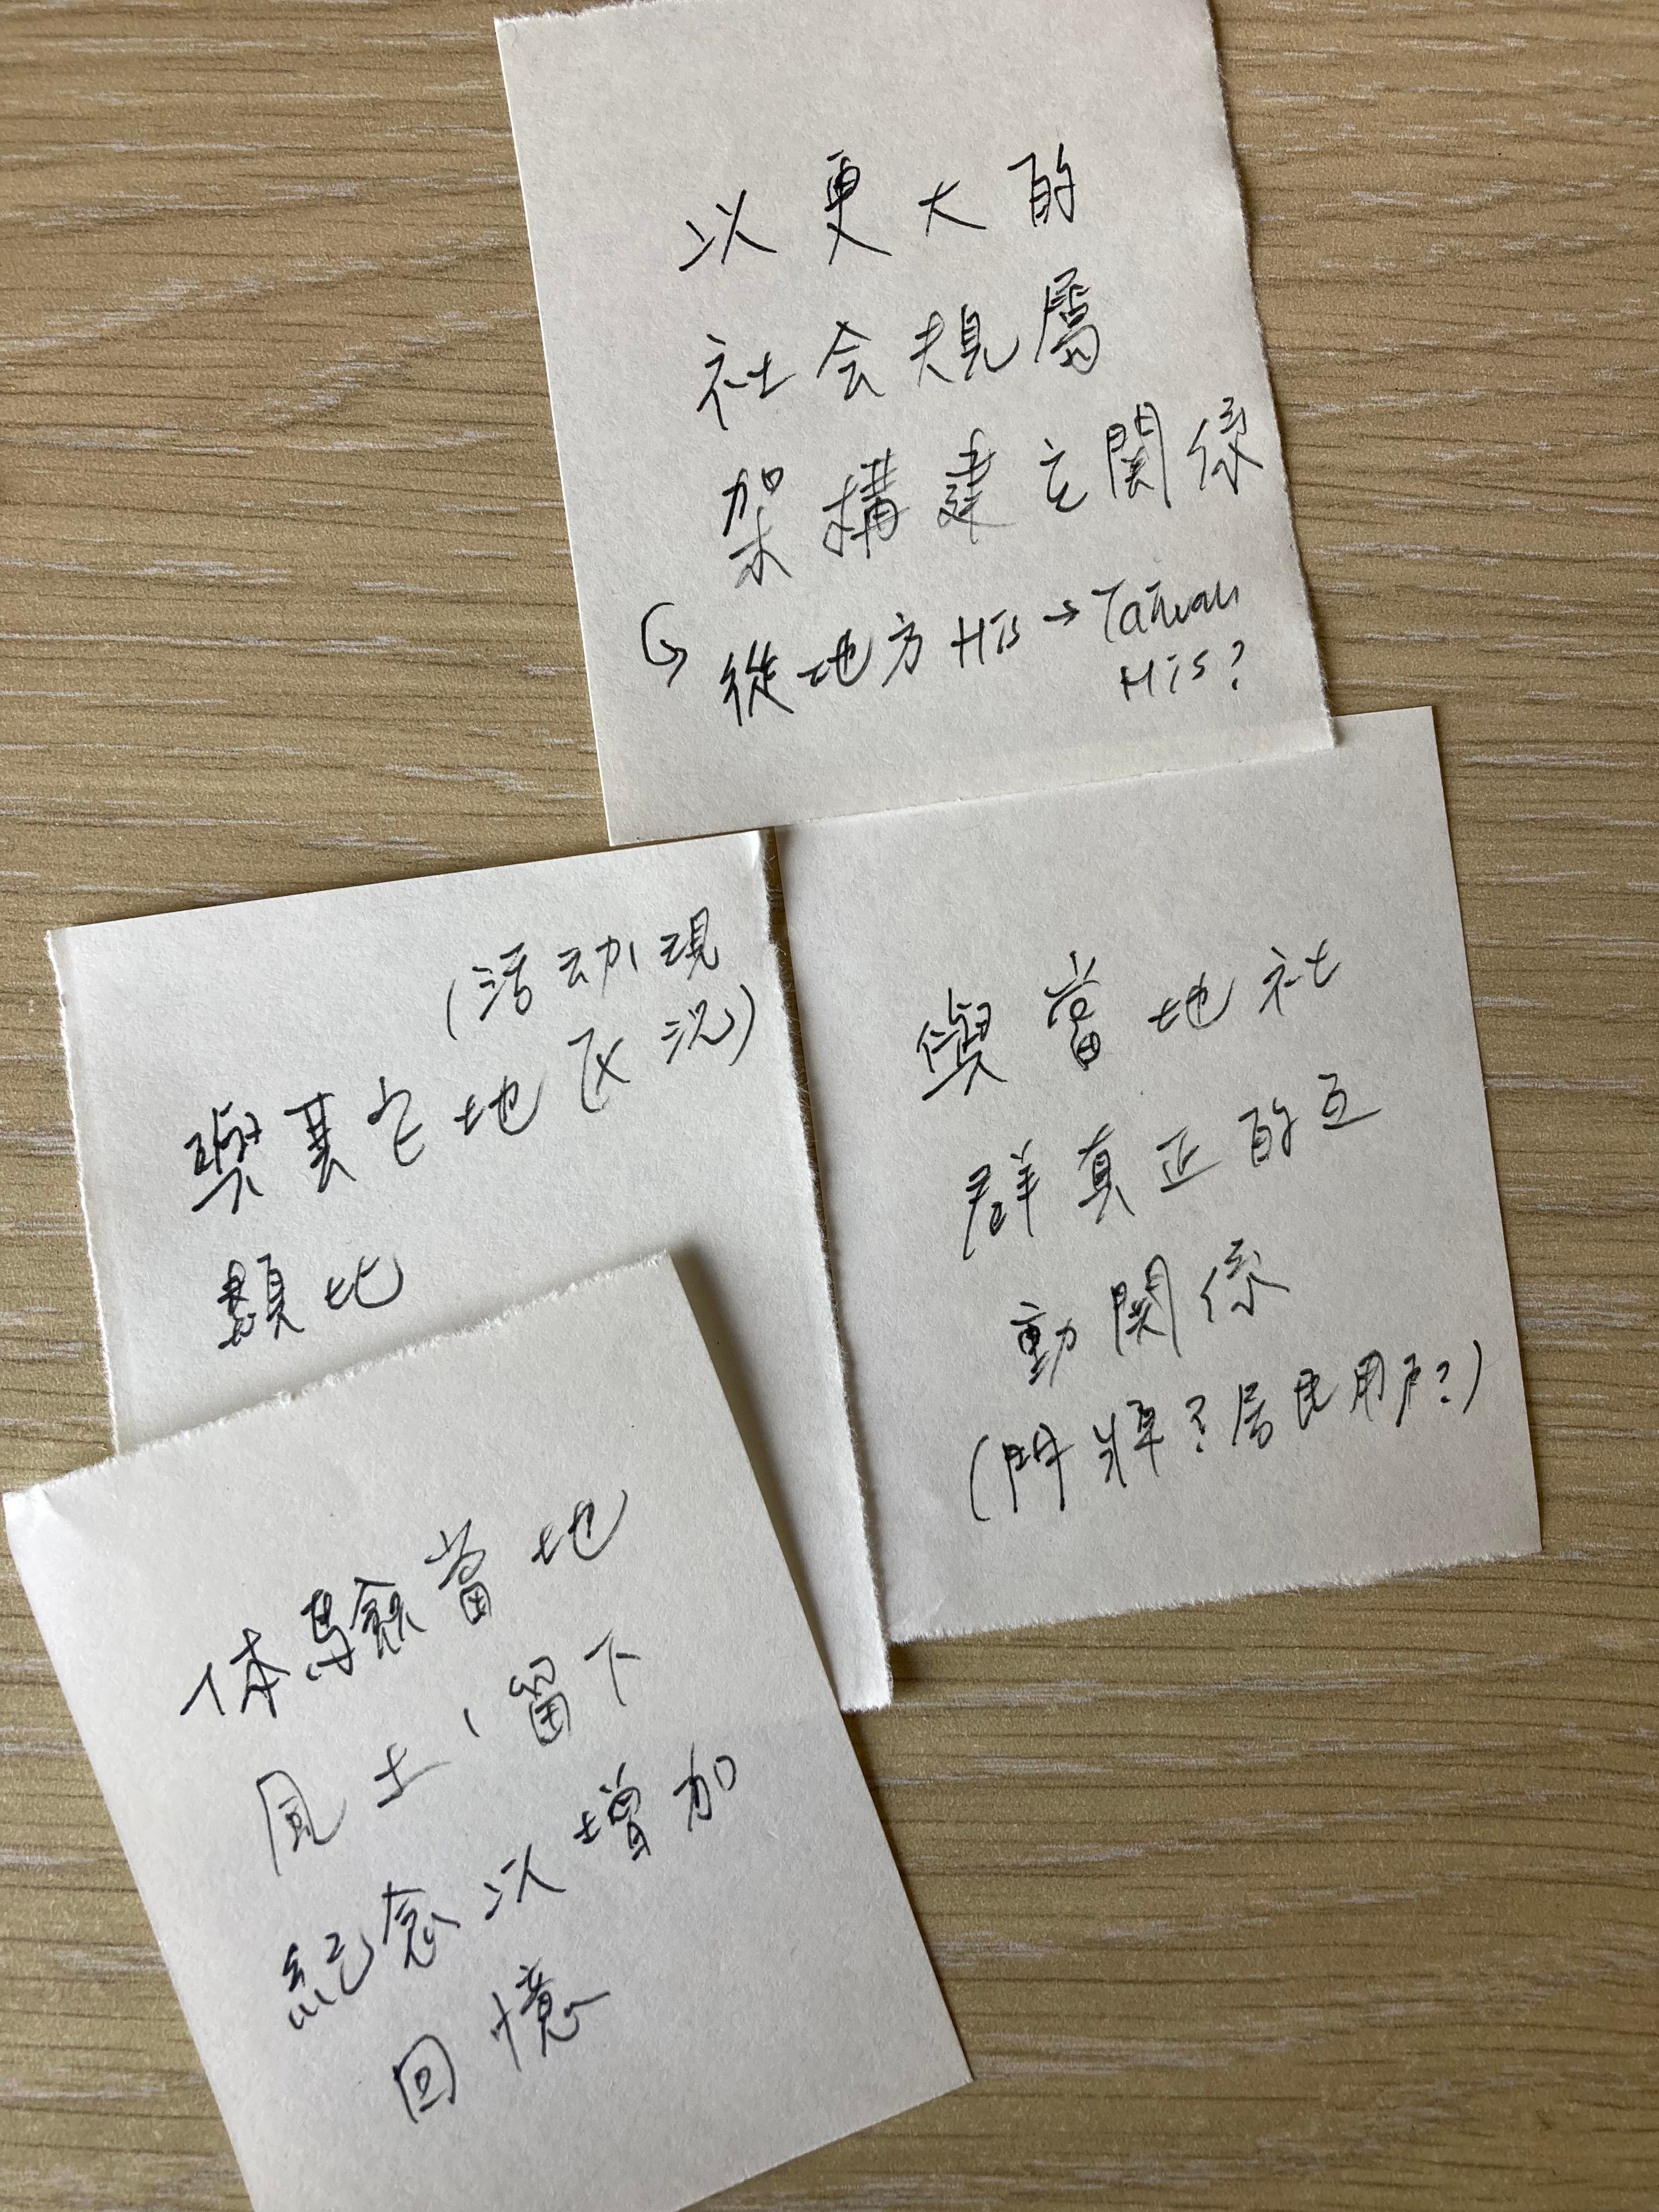 以更大的
社会規層
架構建立關係
從地方His→Taiwan
His?
(活动現
況)
與其它地区
類比
與當地社
群真正的互
動關係
(門牌?居民用戶?)
体驗當地
風土,留下
紀念以增加
回憶